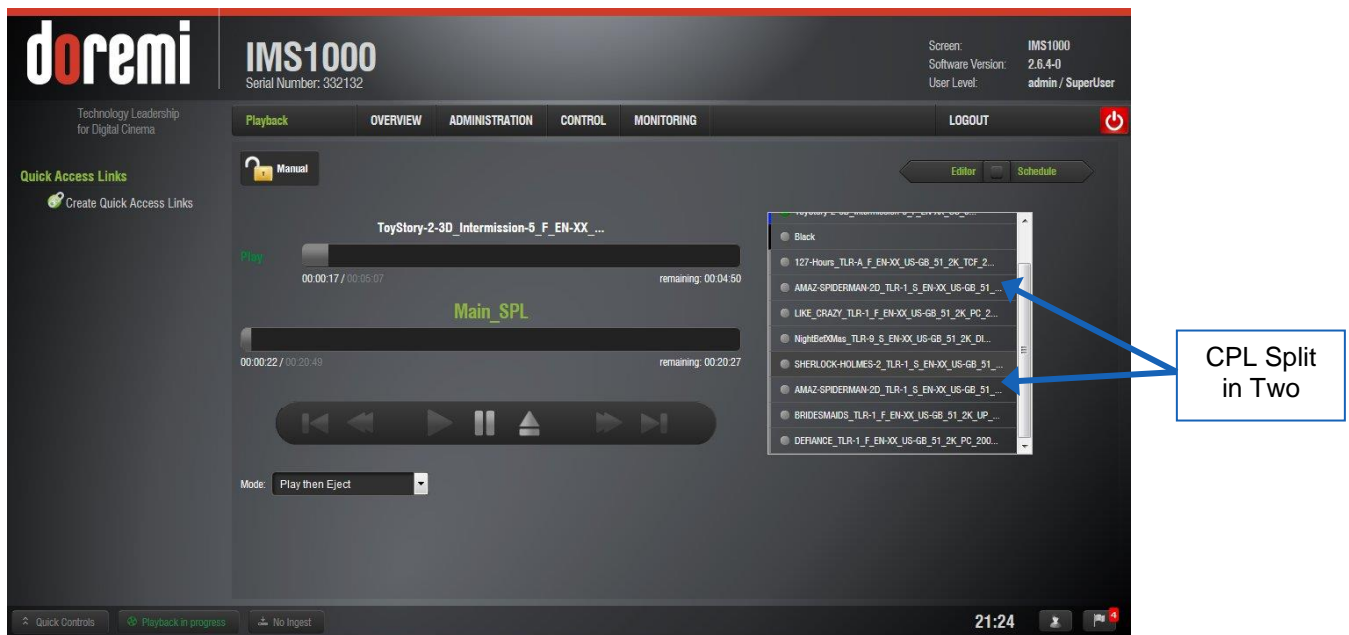 doremi
Technology Leadership
for Digital Cinema
Quick Access Links
Create Quick Access Links
IMS1000
Serial Number: 332132
Screen: IMS1000
Software Version: 2.6.4-0
User Level: admin / SuperUser
Playback OVERVIEW ADMINISTRATION CONTROL MONITORING LOGOUT
Manual
Editor Schedule
ToyStory-2-3D_Intermission-5_F_EN-XX_...
Play
00:00:17 / 00:05:07 remaining: 00:04:50
Main_SPL
00:00:22 / 00:20:49 remaining: 00:20:27
Mode: Play then Eject
Black
127-Hours_TLR-A_F_EN-XX_US-GB_51_2K_TCF_2...
AMAZ-SPIDERMAN-2D_TLR-1_S_EN-XX_US-GB_51_...
LIKE_CRAZY_TLR-1_F_EN-XX_US-GB_51_2K_PC_2...
NightBefXMas_TLR-9_S_EN-XX_US-GB_51_2K_DI...
SHERLOCK-HOLMES-2_TLR-1_S_EN-XX_US-GB_51_...
AMAZ-SPIDERMAN-2D_TLR-1_S_EN-XX_US-GB_51_...
BRIDESMAIDS_TLR-1_F_EN-XX_US-GB_51_2K_UP_...
DEFIANCE_TLR-1_F_EN-XX_US-GB_51_2K_PC_200...
CPL Split
in Two
Quick Controls Playback in progress No Ingest 21:24 4